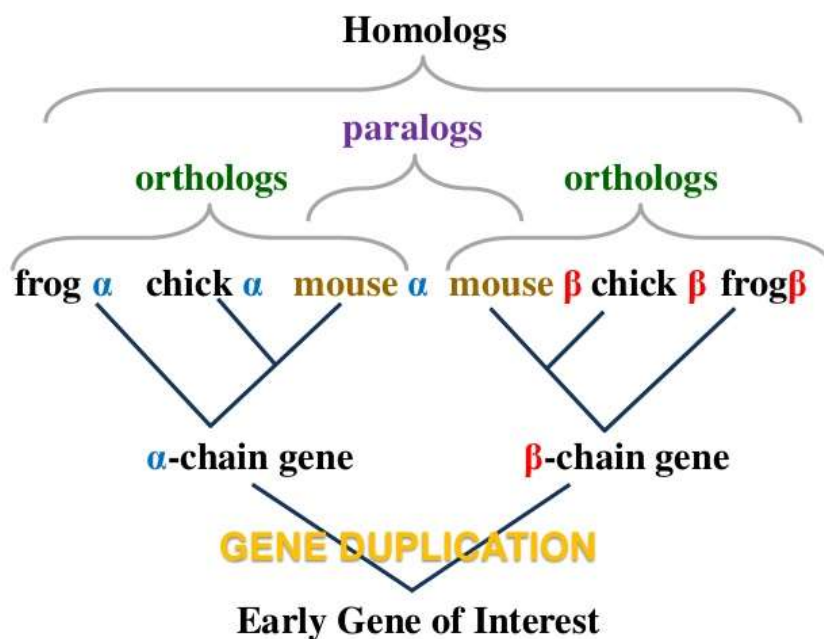 Homologs
paralogs
orthologs orthologs
frog α chick α mouse α mouse β chick β frogβ
α-chain gene β-chain gene
GENE DUPLICATION
Early Gene of Interest